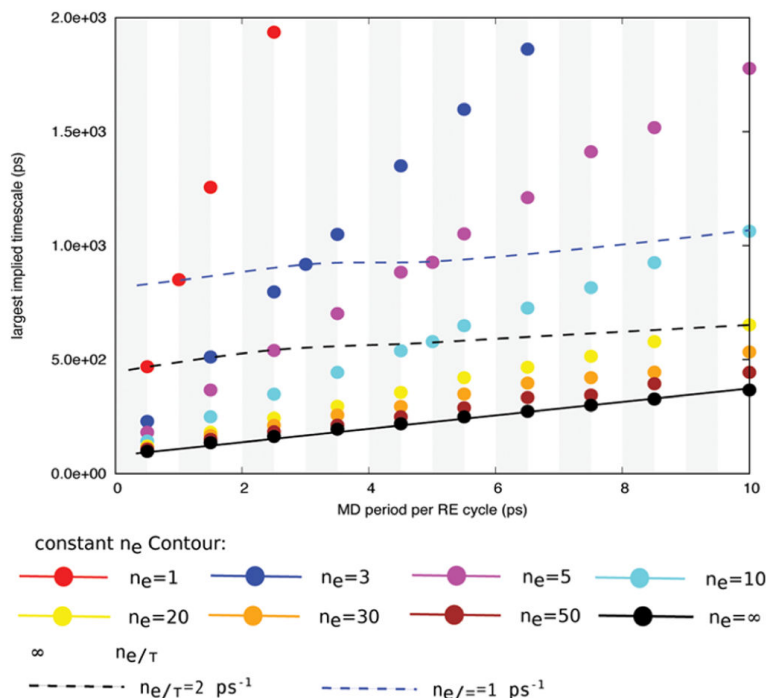 2.0e+03
1.5e+03
1.0e+03
5.0e+02
0.0e+00
largest implied timescale (ps)
0 2 4 6 8 10
MD period per RE cycle (ps)
constant ne Contour:
ne=1 ne=3 ne=5 ne=10
ne=20 ne=30 ne=50 ne=∞
∞ ne/τ
ne/τ=2 ps-1 ne/==1 ps-1